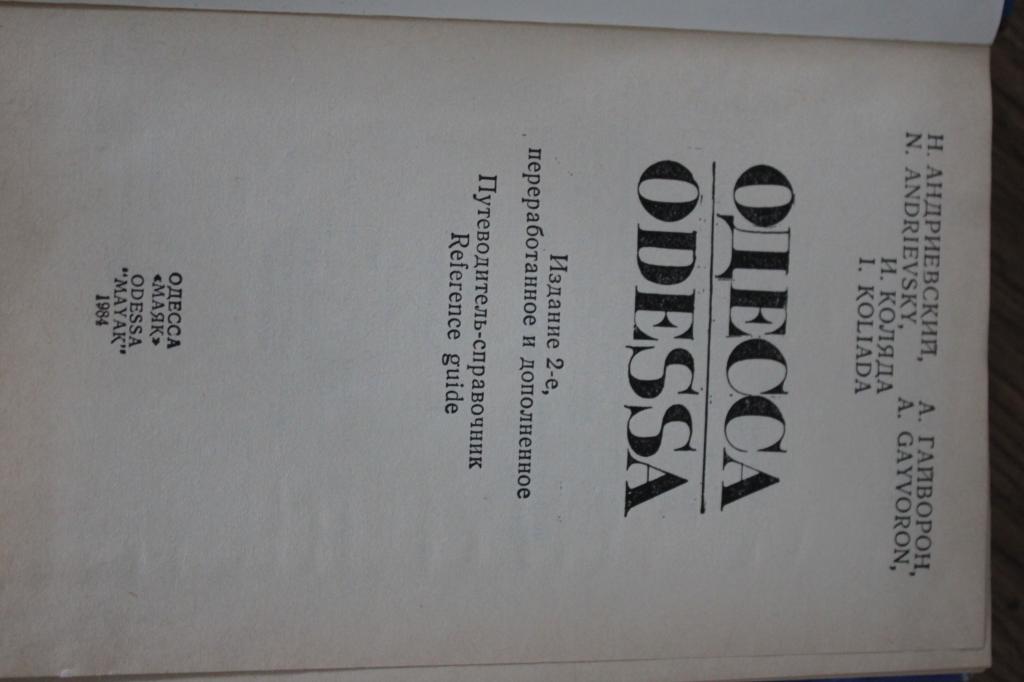 Н. АНДРИЕВСКИЙ, А. ГАЙВОРОН,
N. ANDRIEVSKY, A. GAYVORON,
И. КОЛЯДА
I. KOLIADA
ОДЕССА
ODESSA
Издание 2-е,
переработанное и дополненное
Путеводитель-справочник
Reference guide
ОДЕССА
«МАЯК»
ODESSA
"MAYAK"
1984